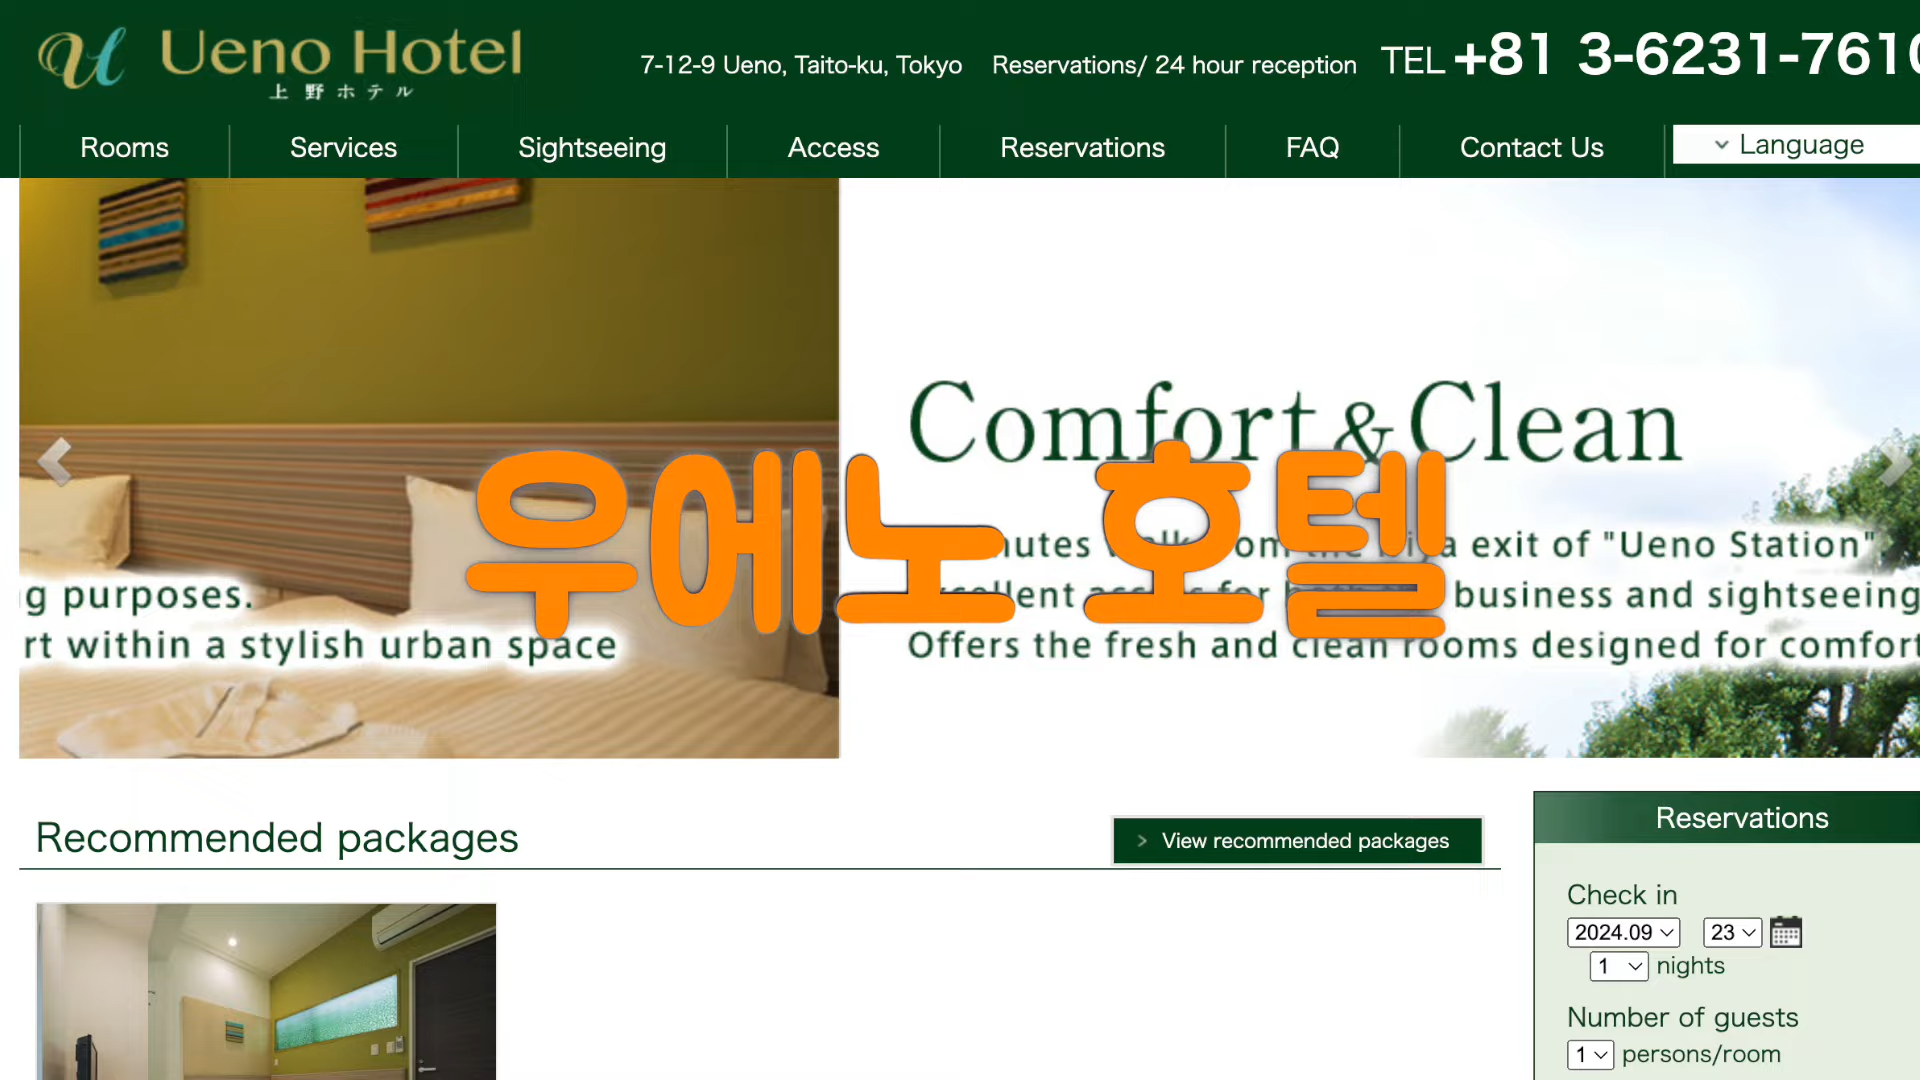 Ueno Hotel
上野ホテル
7-12-9 Ueno, Taito-ku, Tokyo Reservations/ 24 hour reception TEL +81 3-6231-7610
Rooms Services Sightseeing Access Reservations FAQ Contact Us Language
Comfort & Clean
우에노 호텔
exit of "Ueno Station"
g purposes.
business and sightseeing
rt within a stylish urban space
Offers the fresh and clean rooms designed for comfort
Recommended packages
View recommended packages
Reservations
Check in
2024.09 23
1 nights
Number of guests
1 persons/room